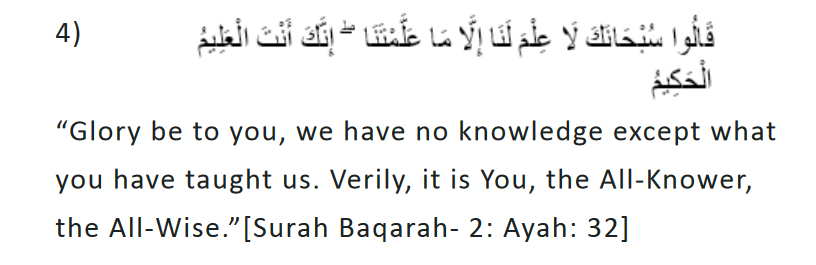 4) قَالُوا سُبْحَانَكَ لَا عِلْمَ لَنَا إِلَّا مَا عَلَّمْتَنَا ۖ إِنَّكَ أَنْتَ الْعَلِيمُ
الْحَكِيمُ
“Glory be to you, we have no knowledge except what
you have taught us. Verily, it is You, the All-Knower,
the All-Wise.”[Surah Baqarah- 2: Ayah: 32]